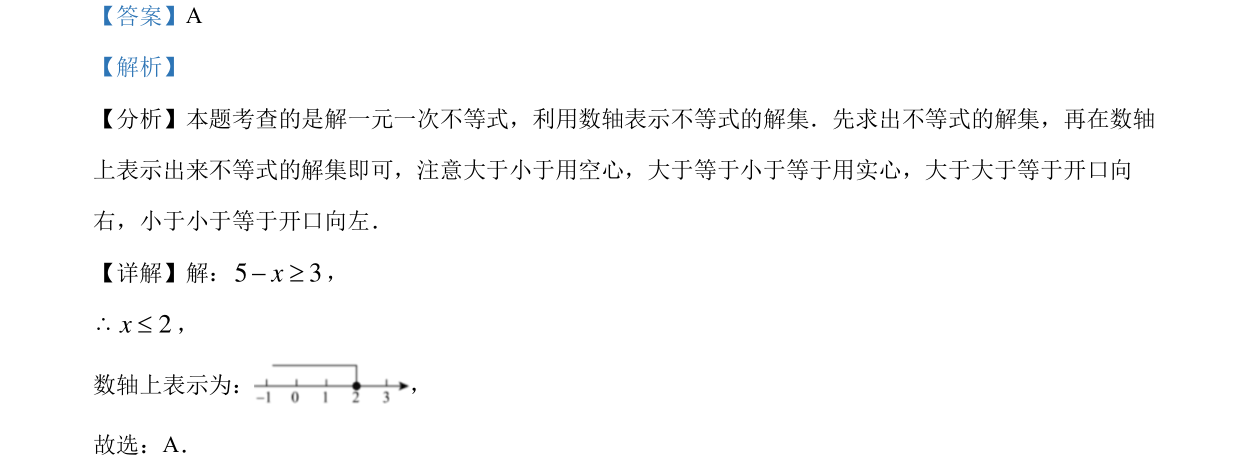 【答案】A
【解析】
【分析】本题考查的是解一元一次不等式，利用数轴表示不等式的解集．先求出不等式的解集，再在数轴
上表示出来不等式的解集即可，注意大于小于用空心，大于等于小于等于用实心，大于大于等于开口向
右，小于小于等于开口向左．
【详解】解：5－x≥3，
∴x≤2，
数轴上表示为：-1 0 1 2 3，
故选：A．